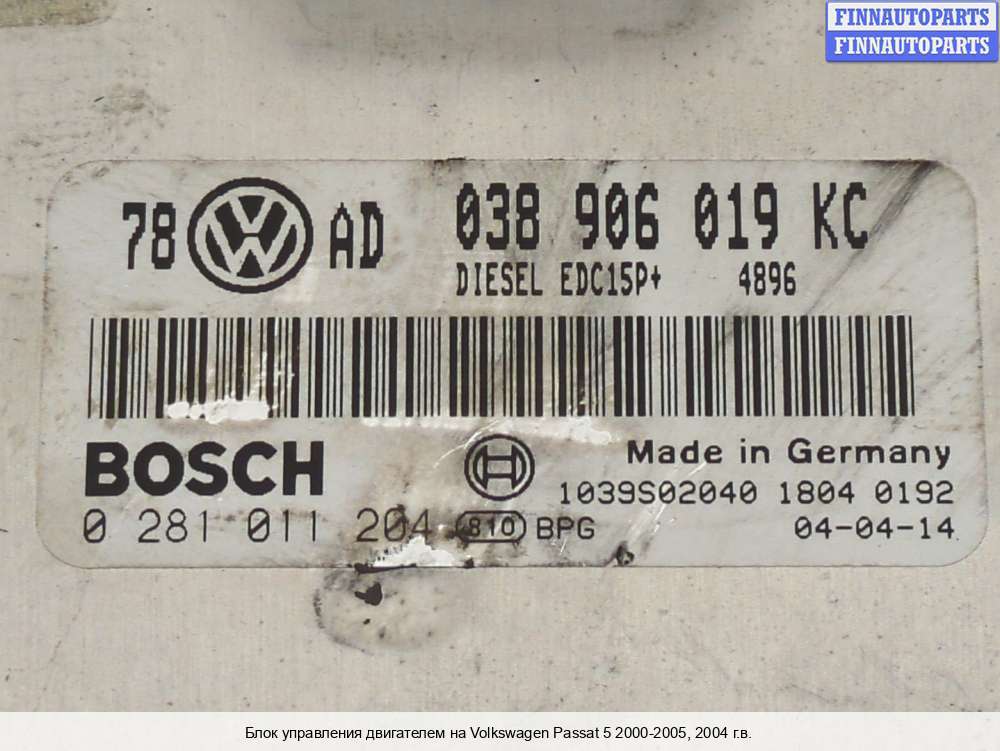 FINNAUTOPARTS
FINNAUTOPARTS
78 AD 038 906 019 KC
DIESEL EDC15P+ 4896
BOSCH
Made in Germany
1039S02040 1804 0192
0 281 011 204 810 BPG 04-04-14
Блок управления двигателем на Volkswagen Passat 5 2000-2005, 2004 г.в.